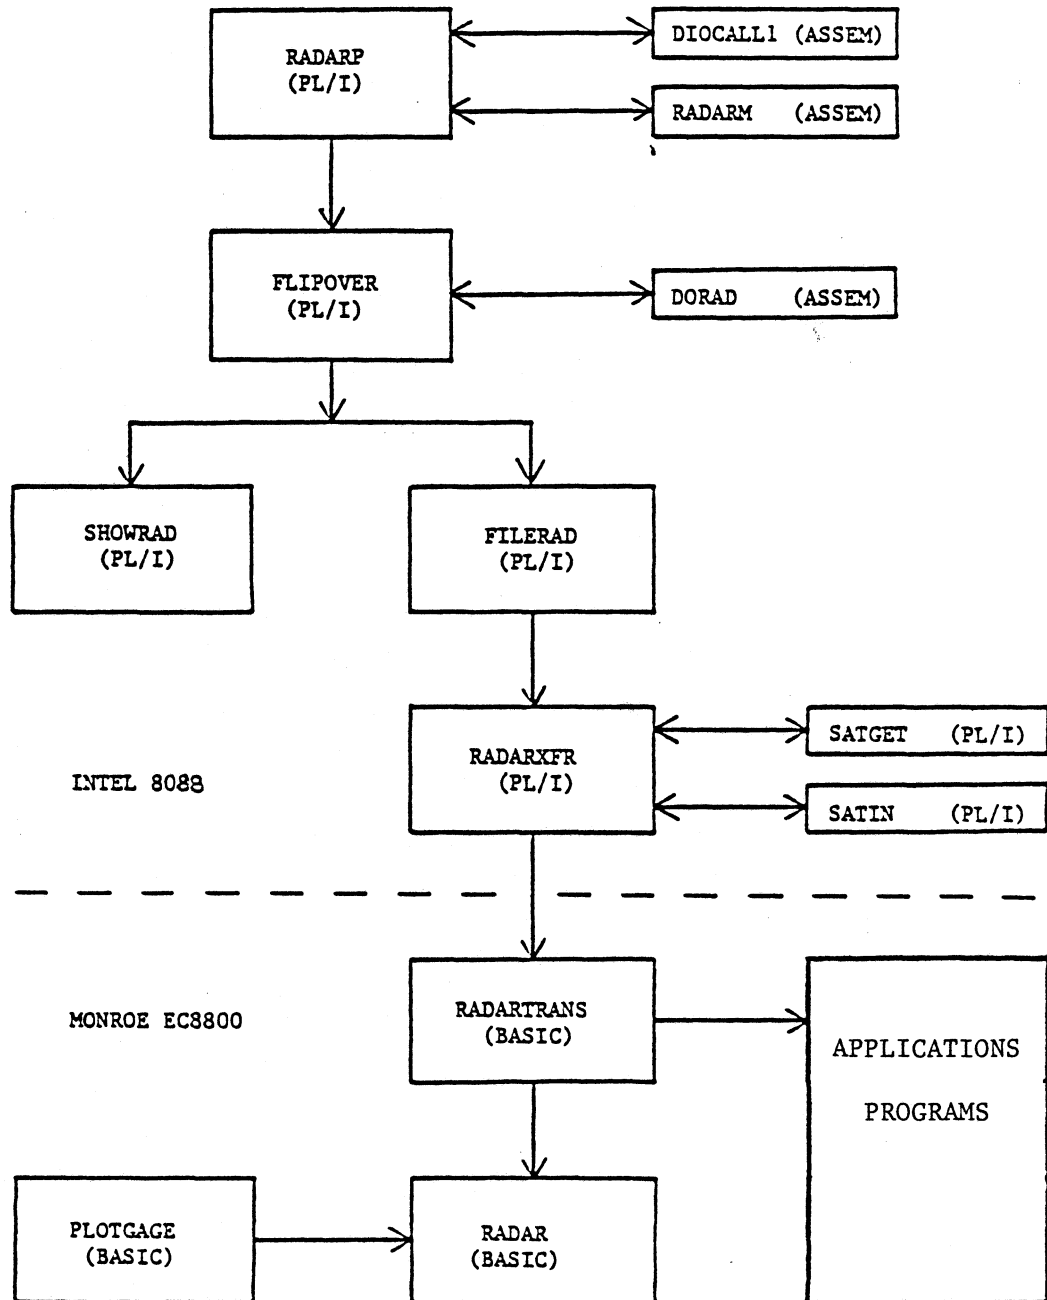 RADARP
(PL/I)
DIOCALL1 (ASSEM)
RADARM (ASSEM)
FLIPOVER
(PL/I)
DORAD (ASSEM)
SHOWRAD
(PL/I)
FILERAD
(PL/I)
RADARXFR
(PL/I)
SATGET (PL/I)
SATIN (PL/I)
INTEL 8088
MONROE EC8800
RADARTRANS
(BASIC)
APPLICATIONS
PROGRAMS
PLOTGAGE
(BASIC)
RADAR
(BASIC)